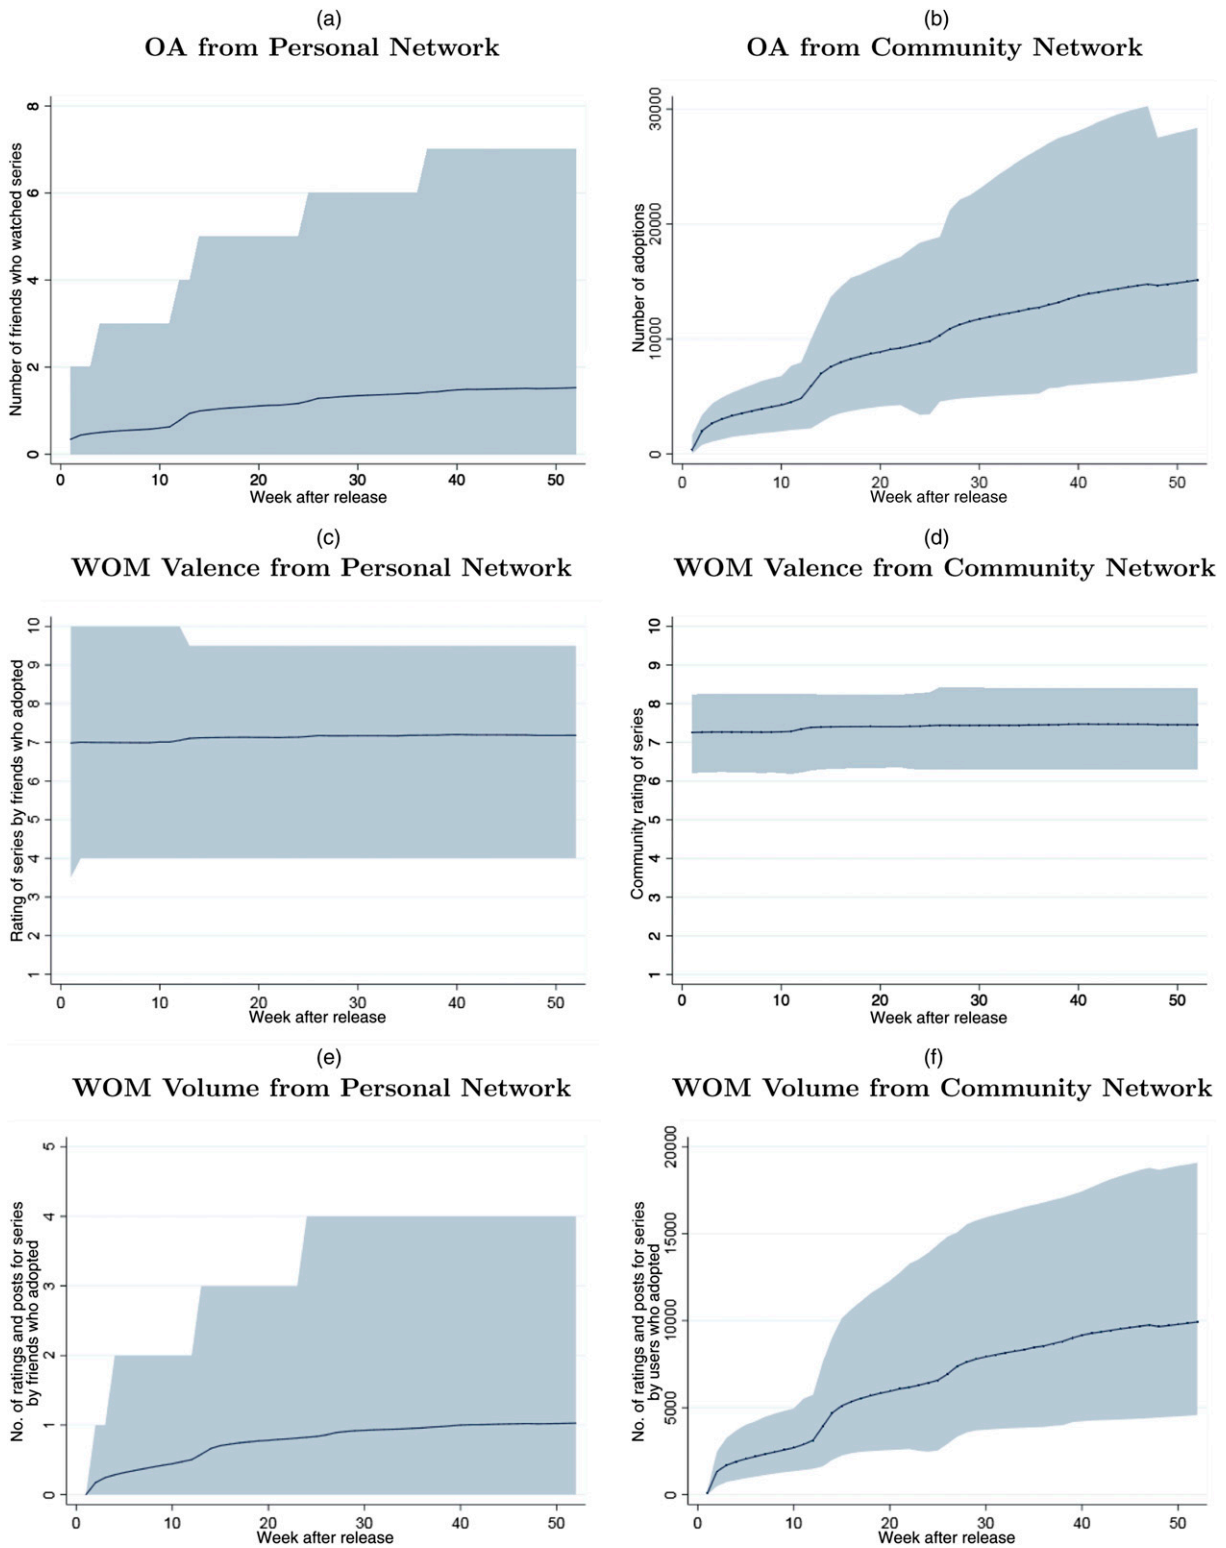 (a)
OA from Personal Network
Number of friends who watched series
8
6
4
2
0
0 10 20 30 40 50
Week after release
(b)
OA from Community Network
Number of adoptions
30000
20000
10000
0
0 10 20 30 40 50
Week after release
(c)
WOM Valence from Personal Network
Rating of series by friends who adopted
10
9
8
7
6
5
4
3
2
1
0 10 20 30 40 50
Week after release
(d)
WOM Valence from Community Network
Community rating of series
10
9
8
7
6
5
4
3
2
1
0 10 20 30 40 50
Week after release
(e)
WOM Volume from Personal Network
No. of ratings and posts for series
by friends who adopted
5
4
3
2
1
0
0 10 20 30 40 50
Week after release
(f)
WOM Volume from Community Network
No. of ratings and posts for series
by users who adopted
20000
15000
10000
5000
0
0 10 20 30 40 50
Week after release